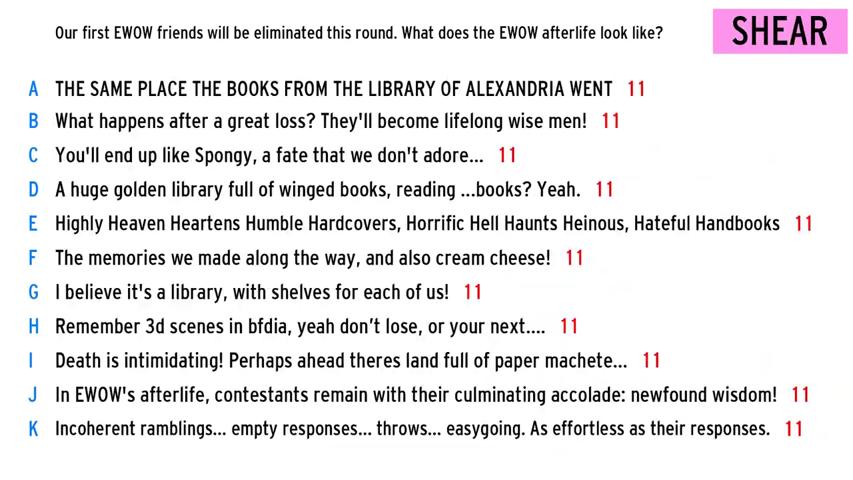 Our first EWOW friends will be eliminated this round. What does the EWOW afterlife look like?
SHEAR
A THE SAME PLACE THE BOOKS FROM THE LIBRARY OF ALEXANDRIA WENT 11
B What happens after a great loss? They'll become lifelong wise men! 11
C You'll end up like Spongy, a fate that we don't adore... 11
D A huge golden library full of winged books, reading ...books? Yeah. 11
E Highly Heaven Heartens Humble Hardcovers, Horrific Hell Haunts Heinous, Hateful Handbooks 11
F The memories we made along the way, and also cream cheese! 11
G I believe it's a library, with shelves for each of us! 11
H Remember 3d scenes in bfdia, yeah don’t lose, or your next.... 11
I Death is intimidating! Perhaps ahead theres land full of paper machete... 11
J In EWOW's afterlife, contestants remain with their culminating accolade: newfound wisdom! 11
K Incoherent ramblings... empty responses... throws... easygoing. As effortless as their responses. 11